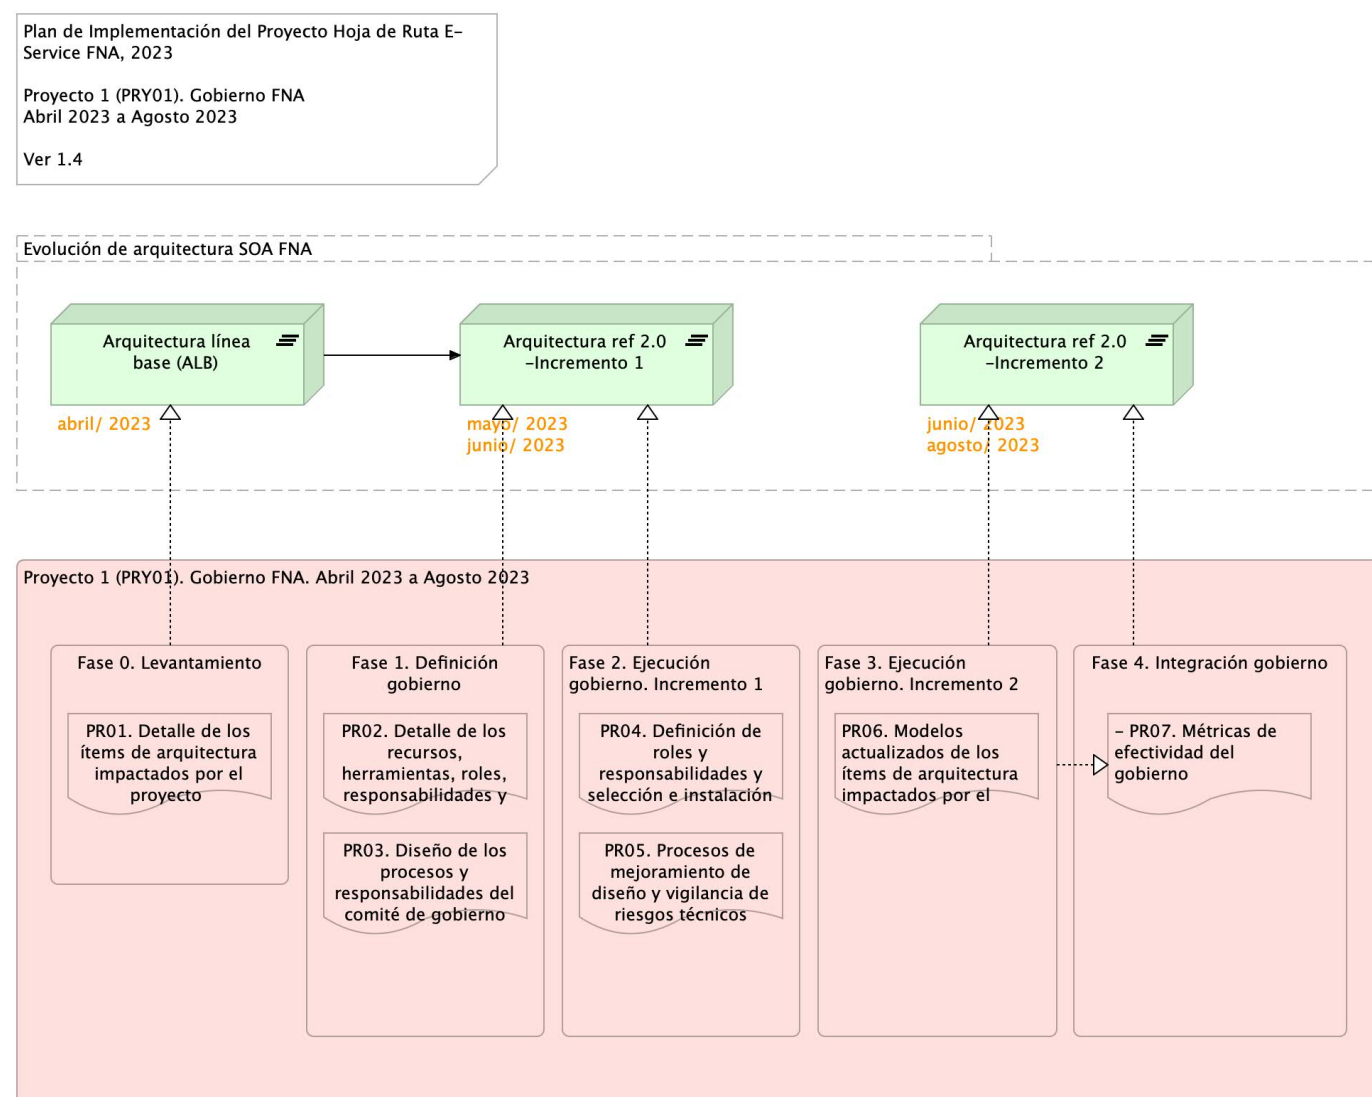 Plan de Implementación del Proyecto Hoja de Ruta E-
Service FNA, 2023
Proyecto 1 (PRY01). Gobierno FNA
Abril 2023 a Agosto 2023
Ver 1.4
Evolución de arquitectura SOA FNA
Arquitectura línea
base (ALB)
Arquitectura ref 2.0
-Incremento 1
Arquitectura ref 2.0
-Incremento 2
abril/ 2023
mayo/ 2023
junio/ 2023
junio/ 2023
agosto/ 2023
Proyecto 1 (PRY01). Gobierno FNA. Abril 2023 a Agosto 2023
Fase 0. Levantamiento
PR01. Detalle de los
ítems de arquitectura
impactados por el
proyecto
Fase 1. Definición
gobierno
PR02. Detalle de los
recursos,
herramientas, roles,
responsabilidades y
PR03. Diseño de los
procesos y
responsabilidades del
comité de gobierno
Fase 2. Ejecución
gobierno. Incremento 1
PR04. Definición de
roles y
responsabilidades y
selección e instalación
PR05. Procesos de
mejoramiento de
diseño y vigilancia de
riesgos técnicos
Fase 3. Ejecución
gobierno. Incremento 2
PR06. Modelos
actualizados de los
ítems de arquitectura
impactados por el
Fase 4. Integración gobierno
- PR07. Métricas de
efectividad del
gobierno